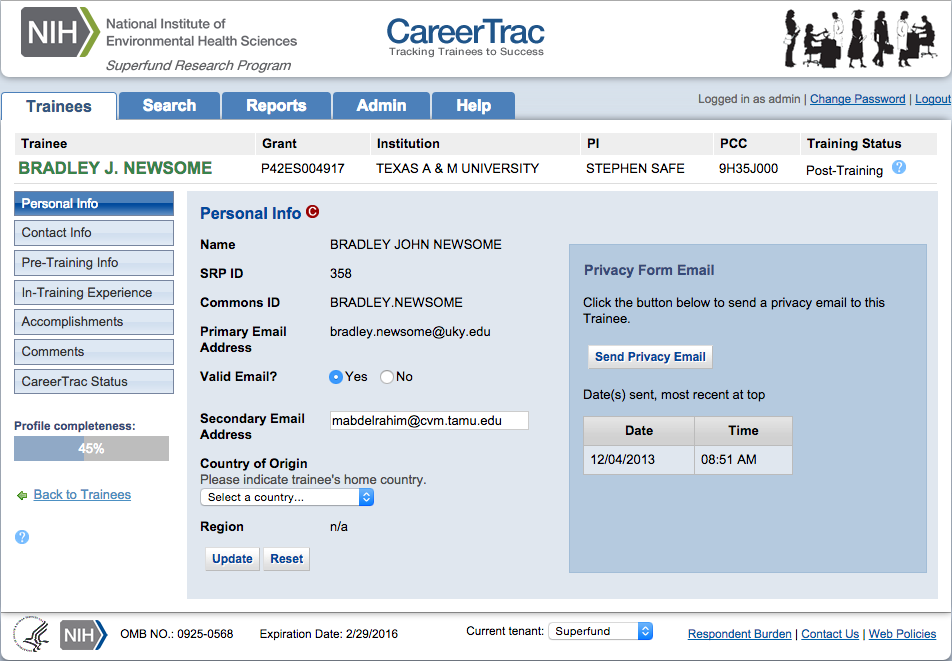 NIH
National Institute of
Environmental Health Sciences
Superfund Research Program
CareerTrac
Tracking Trainees to Success
Trainees Search Reports Admin Help
Logged in as admin | Change Password | Logout
Trainee Grant Institution PI PCC Training Status
BRADLEY J. NEWSOME P42ES004917 TEXAS A & M UNIVERSITY STEPHEN SAFE 9H35J000 Post-Training ?
Personal Info
Contact Info
Pre-Training Info
In-Training Experience
Accomplishments
Comments
CareerTrac Status
Profile completeness:
45%
Back to Trainees
?
Personal Info C
Name BRADLEY JOHN NEWSOME
SRP ID 358
Commons ID BRADLEY.NEWSOME
Primary Email Address bradley.newsome@uky.edu
Valid Email? Yes No
Secondary Email Address mabdelrahim@cvm.tamu.edu
Country of Origin
Please indicate trainee's home country.
Select a country...
Region n/a
Update Reset
Privacy Form Email
Click the button below to send a privacy email to this
Trainee.
Send Privacy Email
Date(s) sent, most recent at top
Date Time
12/04/2013 08:51 AM
NIH OMB NO.: 0925-0568 Expiration Date: 2/29/2016 Current tenant: Superfund Respondent Burden | Contact Us | Web Policies